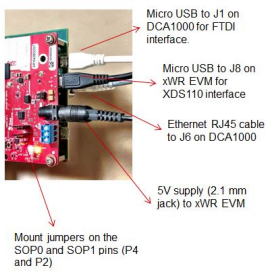 Micro USB to J1 on
DCA1000 for FTDI
interface.
Micro USB to J8 on
xWR EVM for
XDS110 interface
Ethernet RJ45 cable
to J6 on DCA1000
5V supply (2.1 mm
jack) to xWR EVM
Mount jumpers on the
SOP0 and SOP1 pins (P4
and P2)